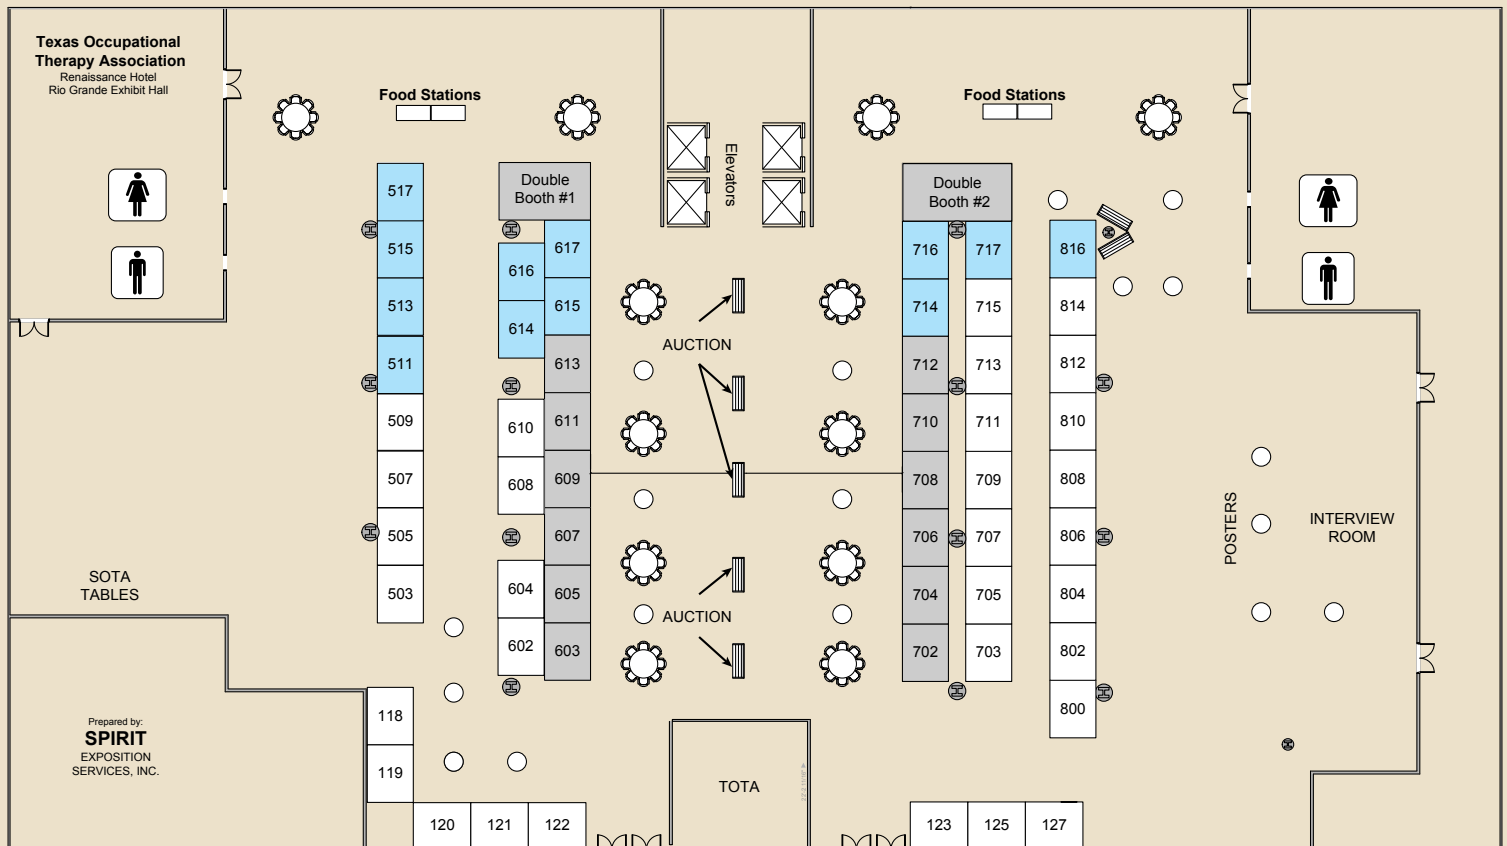 Texas Occupational
Therapy Association
Renaissance Hotel
Rio Grande Exhibit Hall
Food Stations
Food Stations
Elevators
Double
Booth #1
Double
Booth #2
517
515
513
511
509
507
505
503
616
614
610
608
604
602
617
615
613
611
609
607
605
603
AUCTION
AUCTION
716
714
712
710
708
706
704
702
717
715
713
711
709
707
705
703
816
814
812
810
808
806
804
802
800
POSTERS
INTERVIEW
ROOM
SOTA
TABLES
Prepared by:
SPIRIT
EXPOSITION
SERVICES, INC.
118
119
120
121
122
TOTA
123
125
127